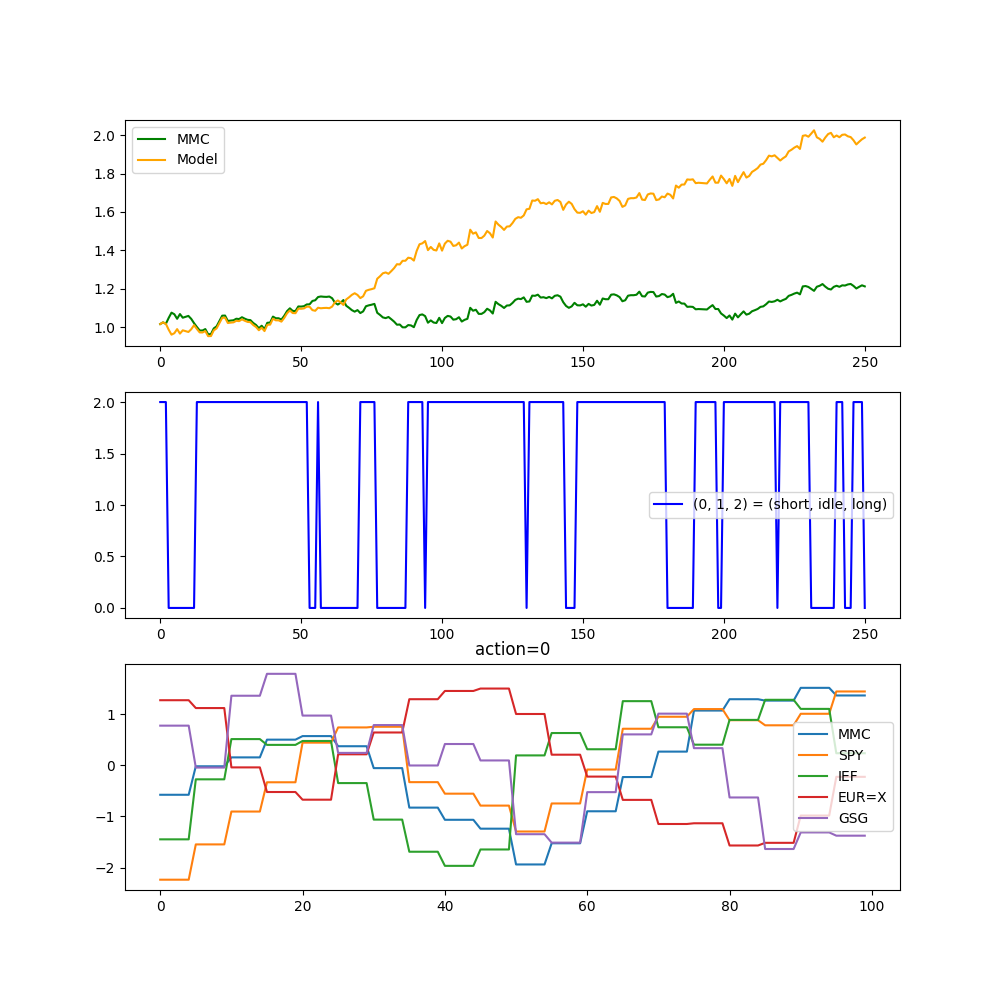 2.0
1.8
1.6
1.4
1.2
1.0
MMC
Model
0 50 100 150 200 250
2.0
1.5
1.0
0.5
0.0
(0, 1, 2) = (short, idle, long)
0 50 100 150 200 250
action=0
1
0
−1
−2
MMC
SPY
IEF
EUR=X
GSG
0 20 40 60 80 100